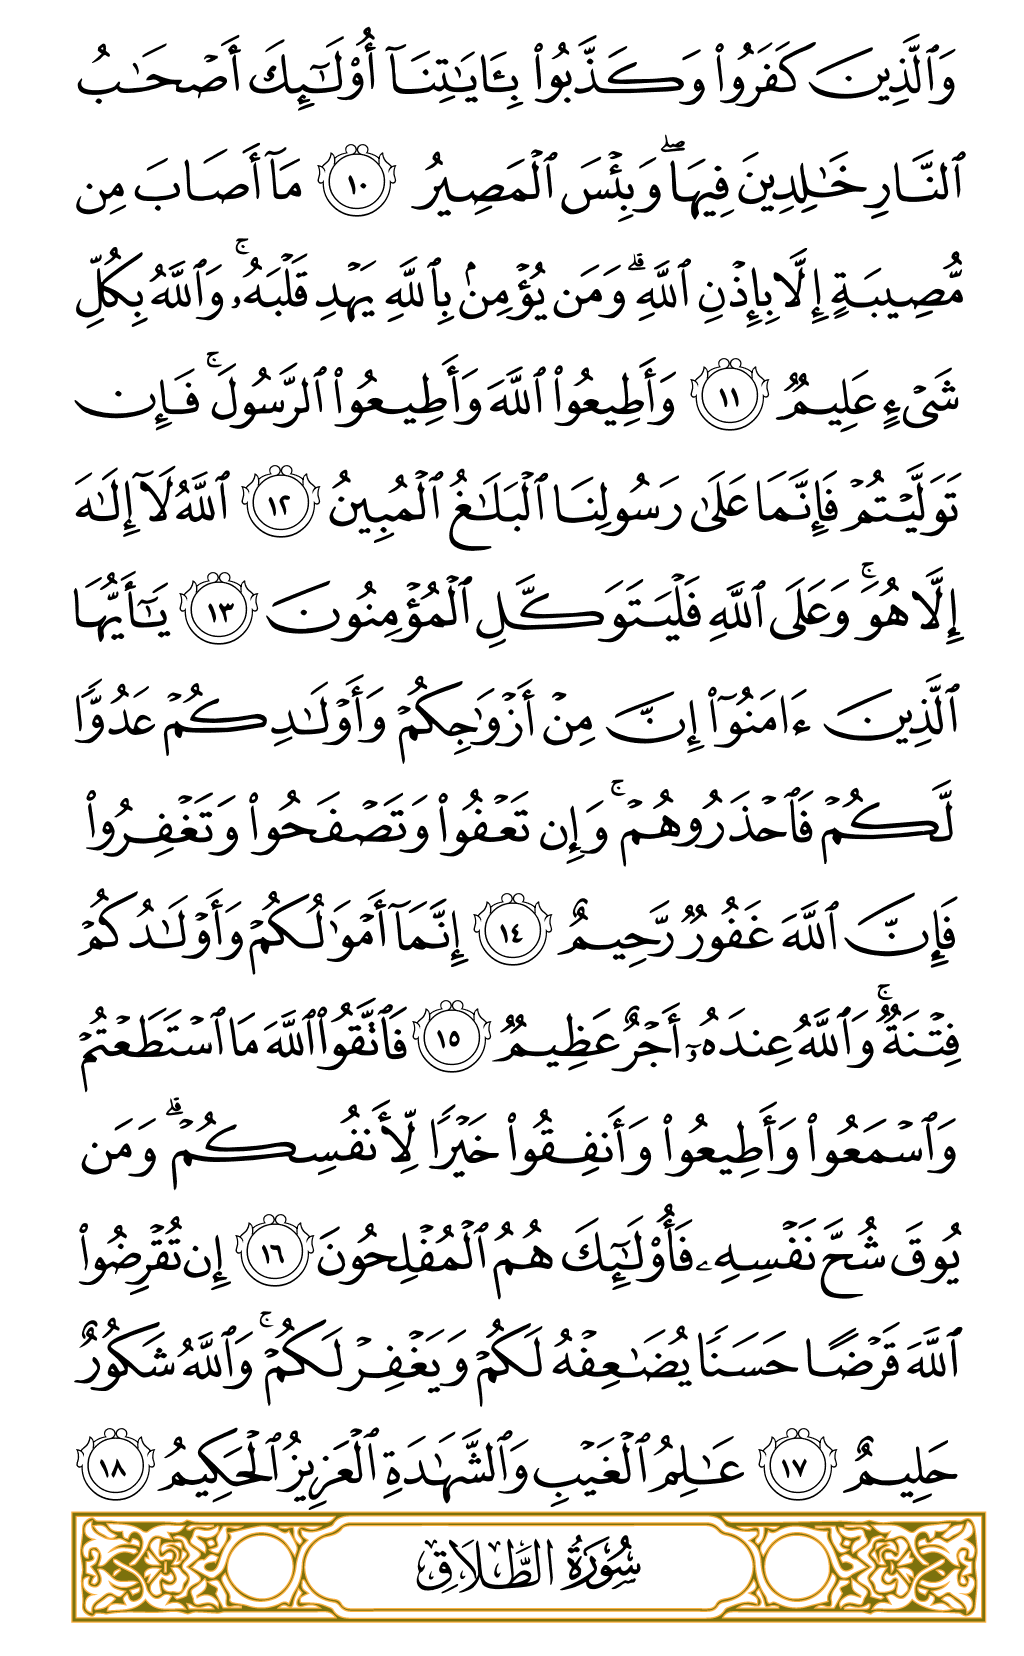 وَٱلَّذِينَ كَفَرُوا۟ وَكَذَّبُوا۟ بِـَٔايَـٰتِنَآ أُو۟لَـٰٓئِكَ أَصْحَـٰبُ
ٱلنَّارِ خَـٰلِدِينَ فِيهَا ۖ وَبِئْسَ ٱلْمَصِيرُ ١٠ مَآ أَصَابَ مِن
مُّصِيبَةٍ إِلَّا بِإِذْنِ ٱللَّهِ ۗ وَمَن يُؤْمِنۢ بِٱللَّهِ يَهْدِ قَلْبَهُۥ ۚ وَٱللَّهُ بِكُلِّ
شَىْءٍ عَلِيمٌ ١١ وَأَطِيعُوا۟ ٱللَّهَ وَأَطِيعُوا۟ ٱلرَّسُولَ ۚ فَإِن
تَوَلَّيْتُمْ فَإِنَّمَا عَلَىٰ رَسُولِنَا ٱلْبَلَـٰغُ ٱلْمُبِينُ ١٢ ٱللَّهُ لَآ إِلَـٰهَ
إِلَّا هُوَ ۚ وَعَلَى ٱللَّهِ فَلْيَتَوَكَّلِ ٱلْمُؤْمِنُونَ ١٣ يَـٰٓأَيُّهَا
ٱلَّذِينَ ءَامَنُوٓا۟ إِنَّ مِنْ أَزْوَٰجِكُمْ وَأَوْلَـٰدِكُمْ عَدُوًّا
لَّكُمْ فَٱحْذَرُوهُمْ ۚ وَإِن تَعْفُوا۟ وَتَصْفَحُوا۟ وَتَغْفِرُوا۟
فَإِنَّ ٱللَّهَ غَفُورٌ رَّحِيمٌ ١٤ إِنَّمَآ أَمْوَٰلُكُمْ وَأَوْلَـٰدُكُمْ
فِتْنَةٌ ۚ وَٱللَّهُ عِندَهُۥٓ أَجْرٌ عَظِيمٌ ١٥ فَٱتَّقُوا۟ ٱللَّهَ مَا ٱسْتَطَعْتُمْ
وَٱسْمَعُوا۟ وَأَطِيعُوا۟ وَأَنفِقُوا۟ خَيْرًا لِّأَنفُسِكُمْ ۗ وَمَن
يُوقَ شُحَّ نَفْسِهِۦ فَأُو۟لَـٰٓئِكَ هُمُ ٱلْمُفْلِحُونَ ١٦ إِن تُقْرِضُوا۟
ٱللَّهَ قَرْضًا حَسَنًا يُضَـٰعِفْهُ لَكُمْ وَيَغْفِرْ لَكُمْ ۚ وَٱللَّهُ شَكُورٌ
حَلِيمٌ ١٧ عَـٰلِمُ ٱلْغَيْبِ وَٱلشَّهَـٰدَةِ ٱلْعَزِيزُ ٱلْحَكِيمُ ١٨
سُورَةُ الطَّلَاقِ